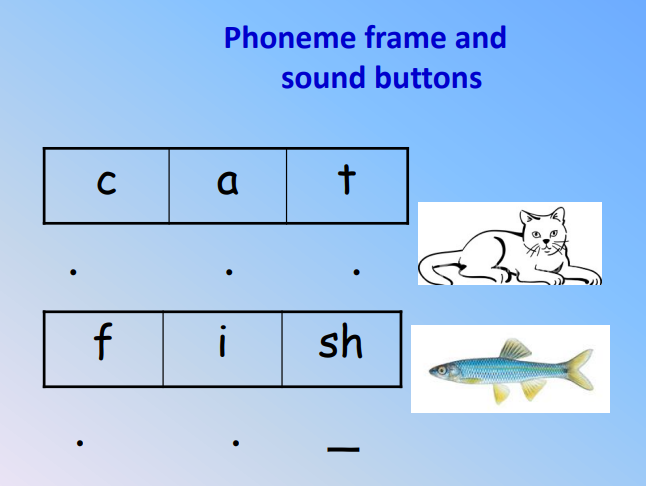 Phoneme frame and
sound buttons
c a t
. . .
f i sh
. . _